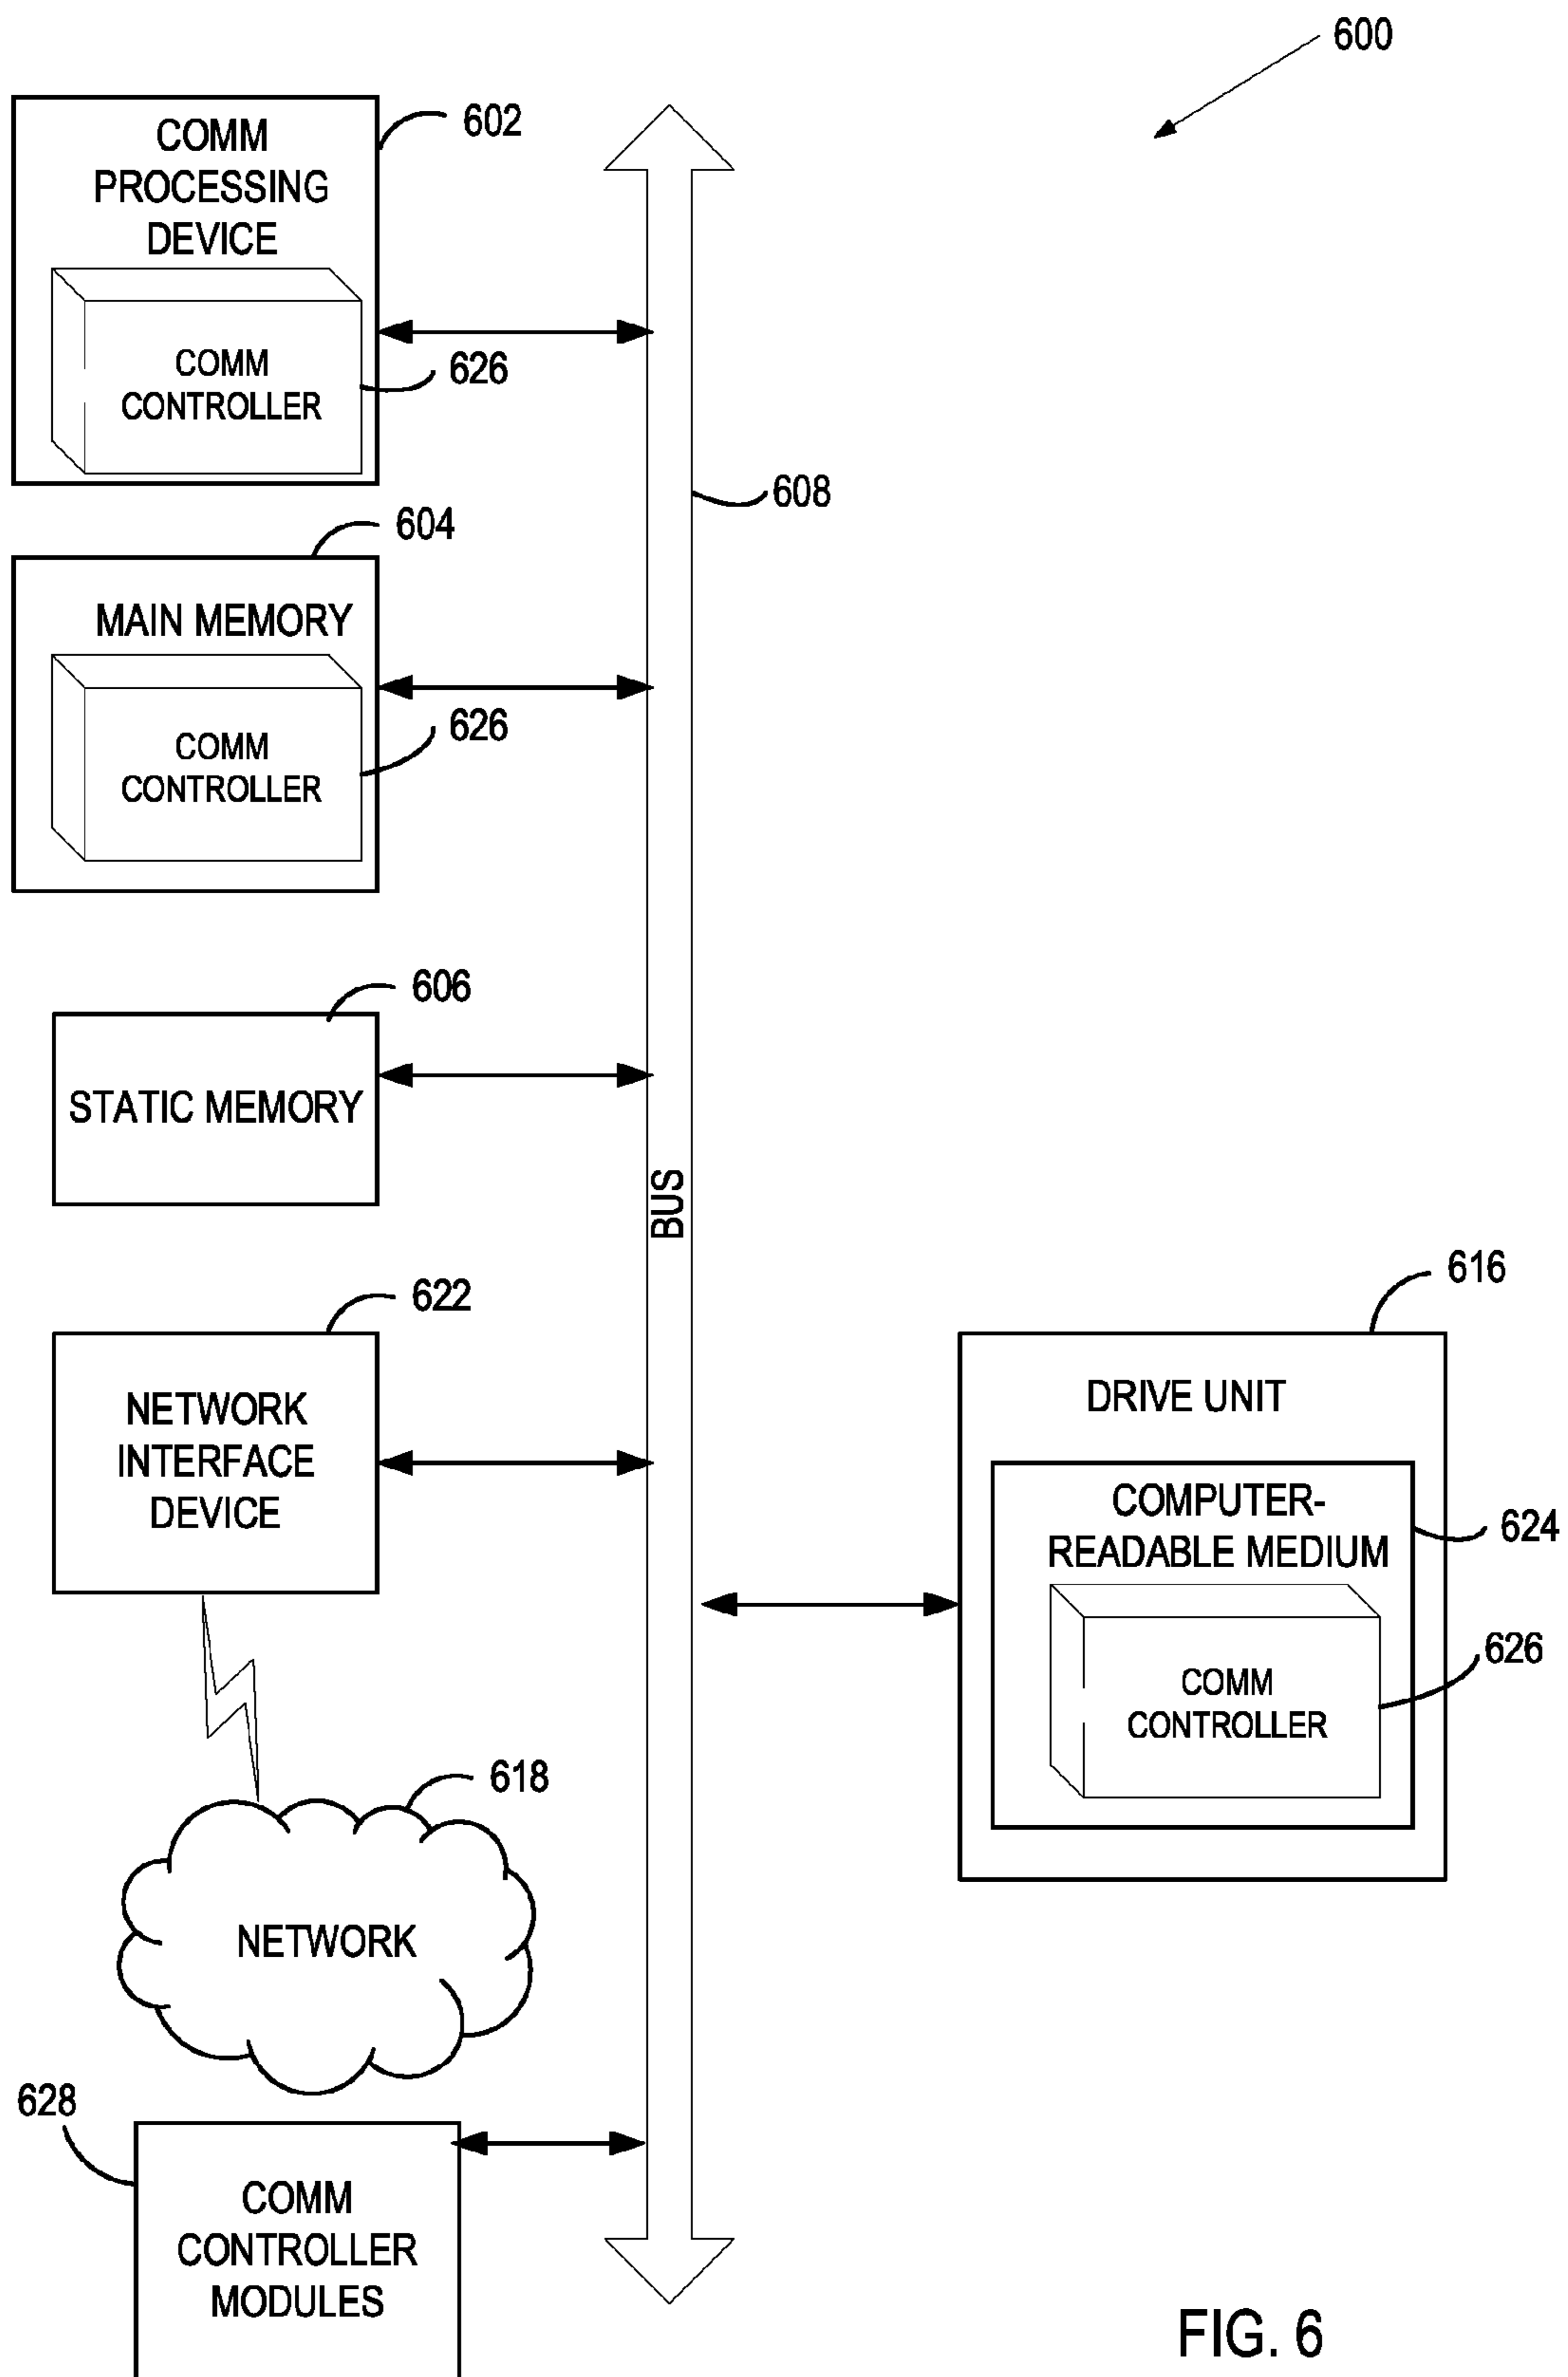 600
COMM
PROCESSING
DEVICE
602
COMM
CONTROLLER
626
608
604
MAIN MEMORY
COMM
CONTROLLER
626
606
STATIC MEMORY
BUS
622
NETWORK
INTERFACE
DEVICE
616
DRIVE UNIT
COMPUTER-
READABLE MEDIUM
624
COMM
CONTROLLER
626
618
NETWORK
628
COMM
CONTROLLER
MODULES
FIG. 6